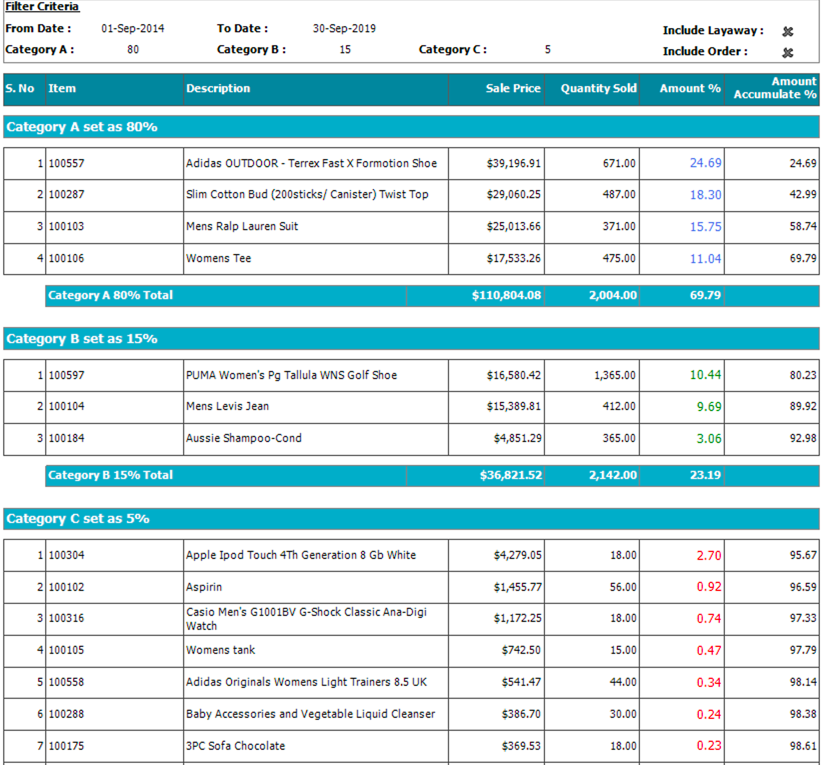 Filter Criteria
From Date : 01-Sep-2014 To Date : 30-Sep-2019 Include Layaway :
Category A : 80 Category B : 15 Category C : 5 Include Order :
S. No Item Description Sale Price Quantity Sold Amount % Amount Accumulate %
Category A set as 80%
1 100557 Adidas OUTDOOR - Terrex Fast X Formotion Shoe $39,196.91 671.00 24.69 24.69
2 100287 Slim Cotton Bud (200sticks/ Canister) Twist Top $29,060.25 487.00 18.30 42.99
3 100103 Mens Ralp Lauren Suit $25,013.66 371.00 15.75 58.74
4 100106 Womens Tee $17,533.26 475.00 11.04 69.79
Category A 80% Total $110,804.08 2,004.00 69.79
Category B set as 15%
1 100597 PUMA Women's Pg Tallula WNS Golf Shoe $16,580.42 1,365.00 10.44 80.23
2 100104 Mens Levis Jean $15,389.81 412.00 9.69 89.92
3 100184 Aussie Shampoo-Cond $4,851.29 365.00 3.06 92.98
Category B 15% Total $36,821.52 2,142.00 23.19
Category C set as 5%
1 100304 Apple Ipod Touch 4Th Generation 8 Gb White $4,279.05 18.00 2.70 95.67
2 100102 Aspirin $1,455.77 56.00 0.92 96.59
3 100316 Casio Men's G1001BV G-Shock Classic Ana-Digi Watch $1,172.25 18.00 0.74 97.33
4 100105 Womens tank $742.50 15.00 0.47 97.79
5 100558 Adidas Originals Womens Light Trainers 8.5 UK $541.47 44.00 0.34 98.14
6 100288 Baby Accessories and Vegetable Liquid Cleanser $386.70 30.00 0.24 98.38
7 100175 3PC Sofa Chocolate $369.53 18.00 0.23 98.61